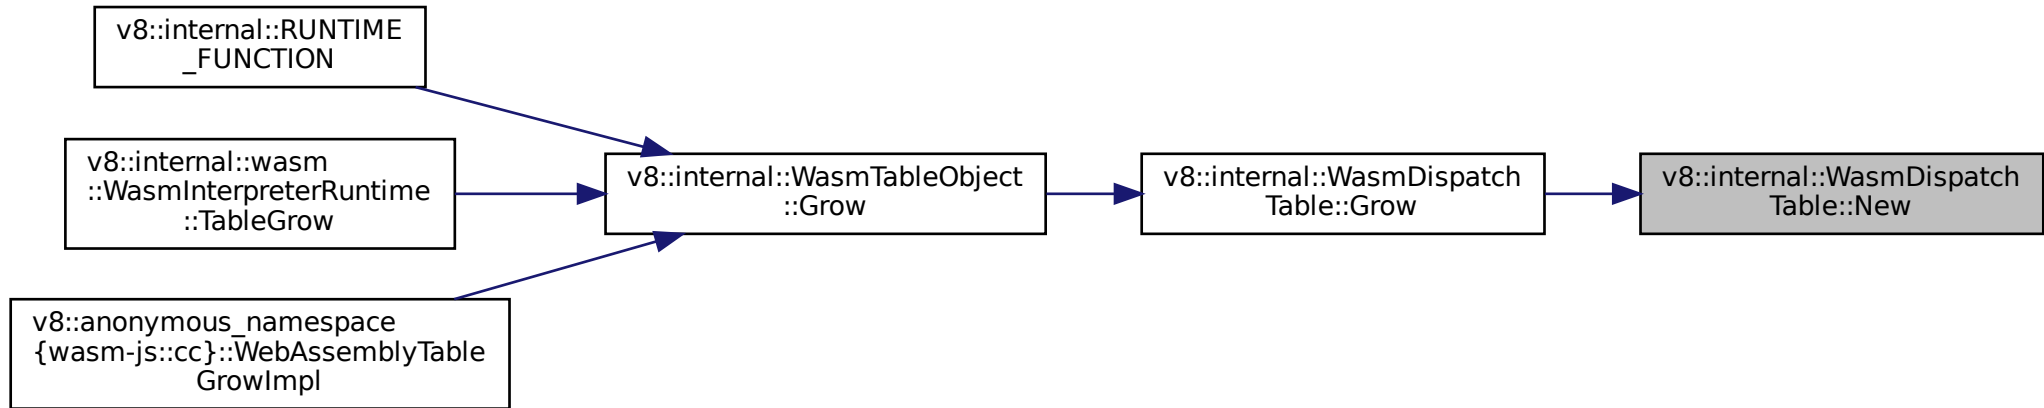 v8::internal::RUNTIME
_FUNCTION
v8::internal::wasm
::WasmInterpreterRuntime
::TableGrow
v8::anonymous_namespace
{wasm-js::cc}::WebAssemblyTable
GrowImpl
v8::internal::WasmTableObject
::Grow
v8::internal::WasmDispatch
Table::Grow
v8::internal::WasmDispatch
Table::New